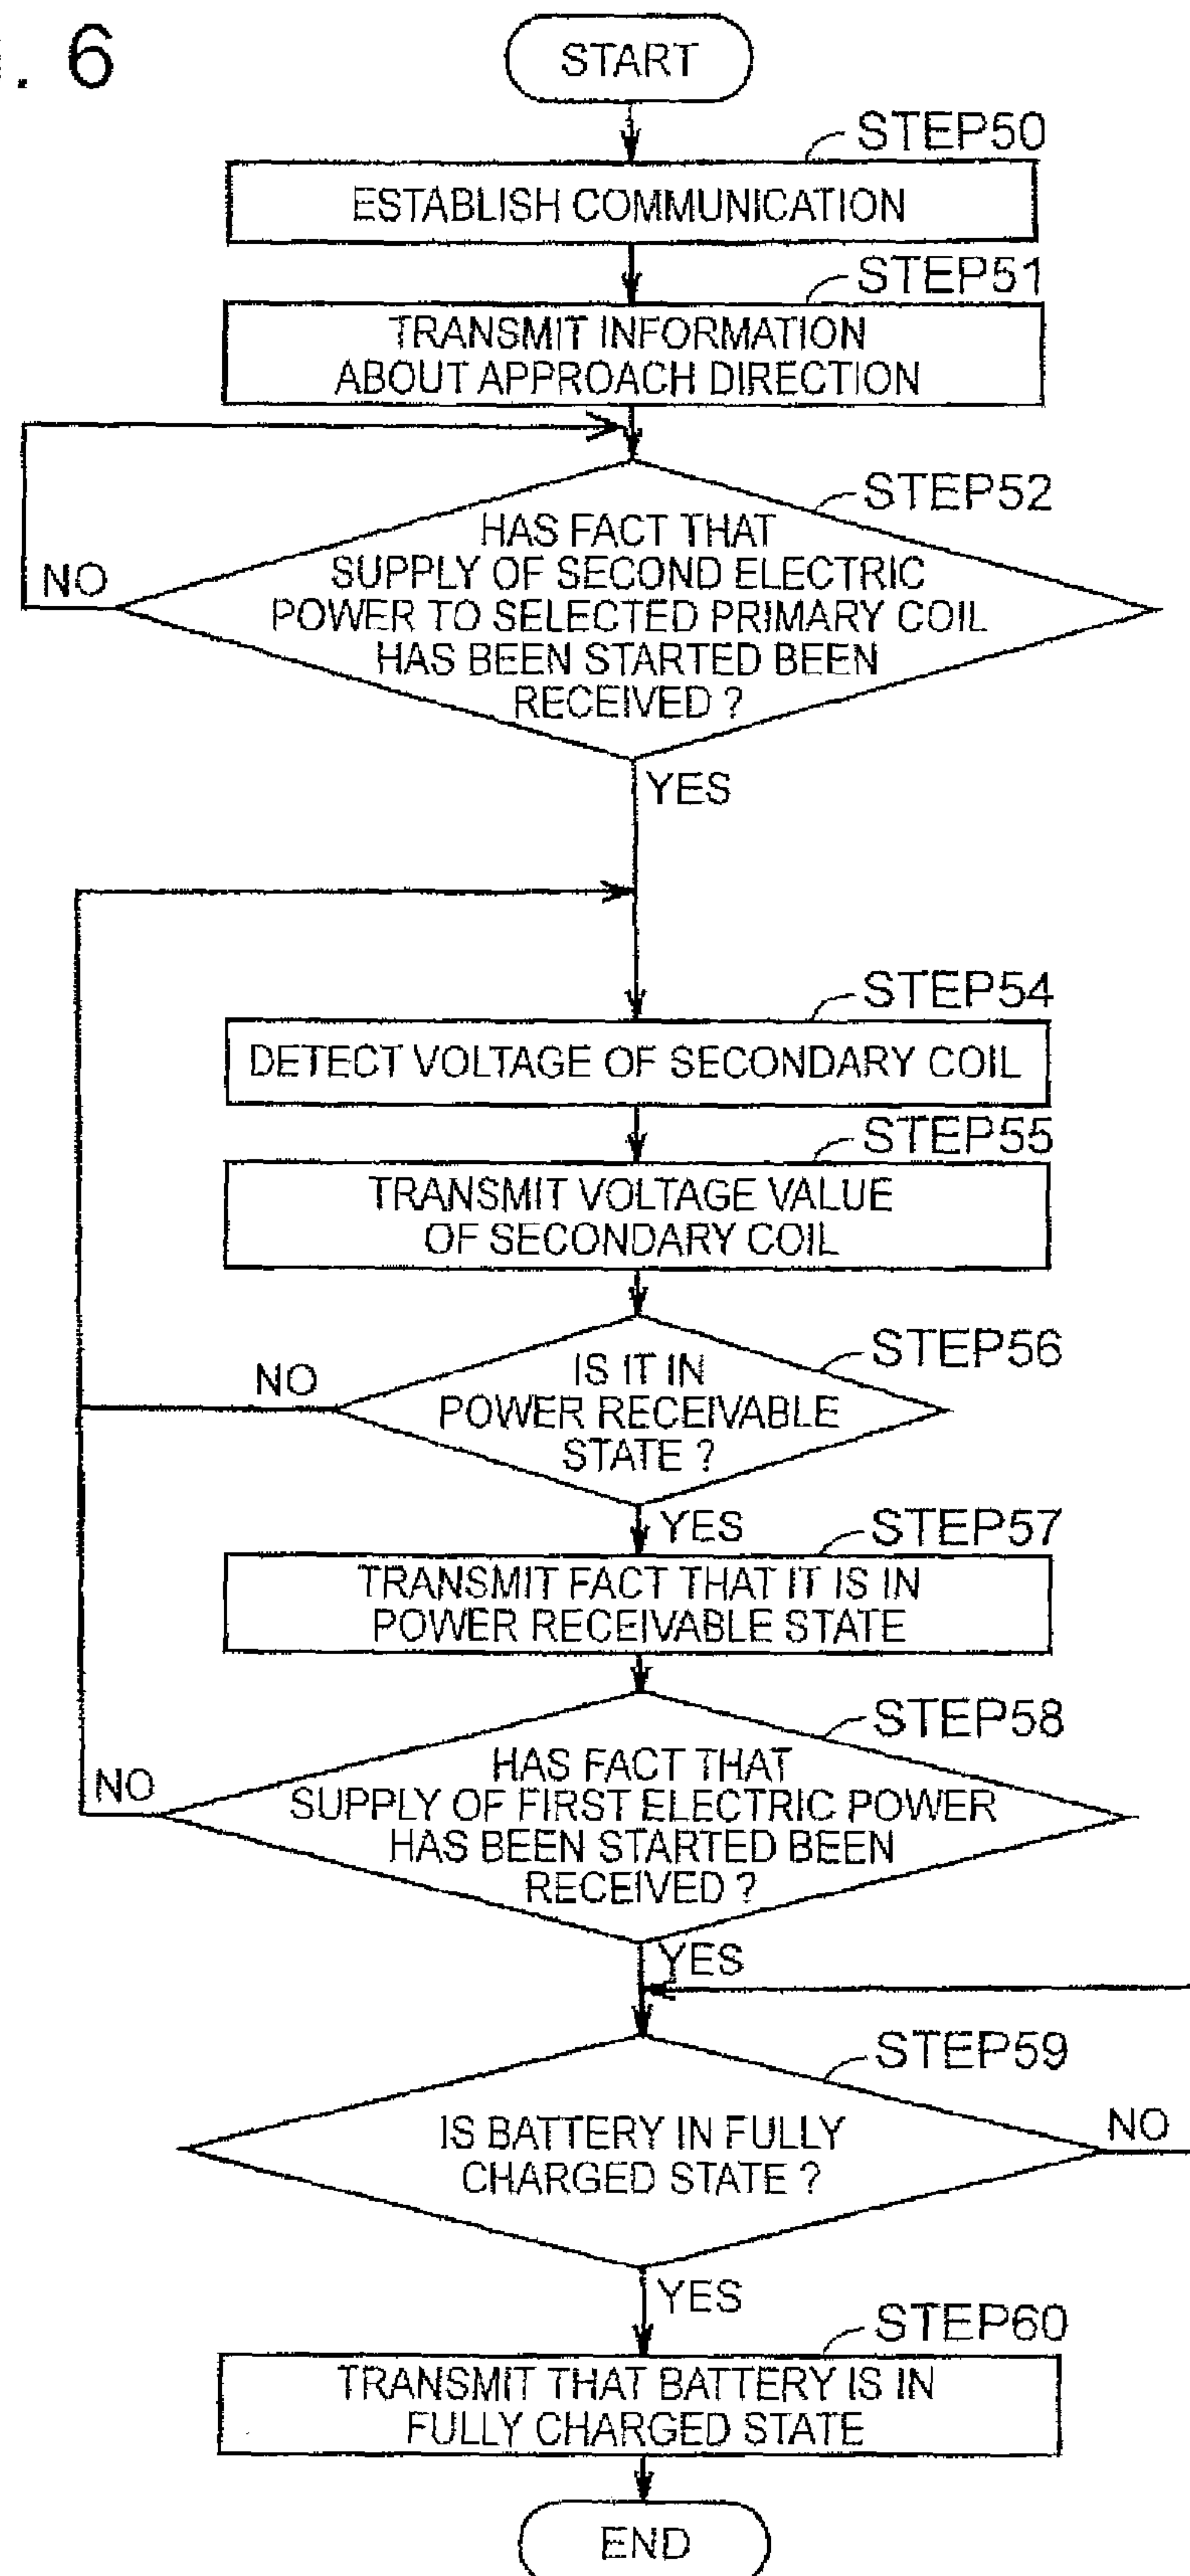 . 6
START
STEP50
ESTABLISH COMMUNICATION
STEP51
TRANSMIT INFORMATION
ABOUT APPROACH DIRECTION
STEP52
HAS FACT THAT
SUPPLY OF SECOND ELECTRIC
POWER TO SELECTED PRIMARY COIL
HAS BEEN STARTED BEEN
RECEIVED ?
NO
YES
STEP54
DETECT VOLTAGE OF SECONDARY COIL
STEP55
TRANSMIT VOLTAGE VALUE
OF SECONDARY COIL
STEP56
IS IT IN
POWER RECEIVABLE
STATE ?
NO
YES
STEP57
TRANSMIT FACT THAT IT IS IN
POWER RECEIVABLE STATE
STEP58
HAS FACT THAT
SUPPLY OF FIRST ELECTRIC POWER
HAS BEEN STARTED BEEN
RECEIVED ?
NO
YES
STEP59
IS BATTERY IN FULLY
CHARGED STATE ?
NO
YES
STEP60
TRANSMIT THAT BATTERY IS IN
FULLY CHARGED STATE
END